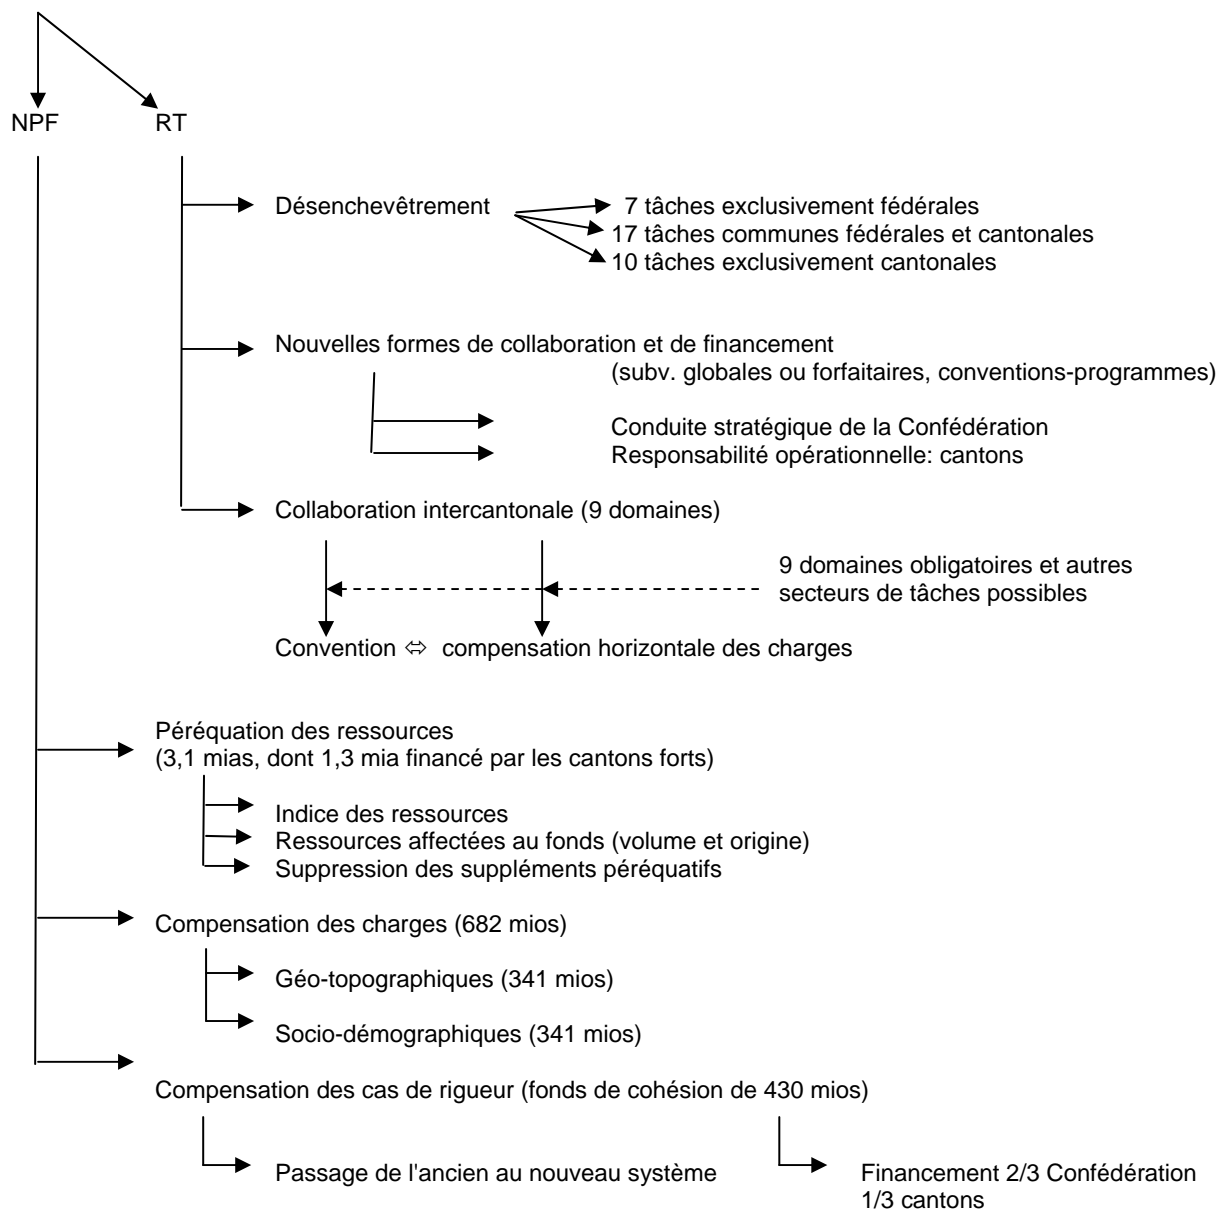 NPF RT
Désenchevêtrement
7 tâches exclusivement fédérales
17 tâches communes fédérales et cantonales
10 tâches exclusivement cantonales
Nouvelles formes de collaboration et de financement
(subv. globales ou forfaitaires, conventions-programmes)
Conduite stratégique de la Confédération
Responsabilité opérationnelle: cantons
Collaboration intercantonale (9 domaines)
9 domaines obligatoires et autres
secteurs de tâches possibles
Convention ⇔ compensation horizontale des charges
Péréquation des ressources
(3,1 mias, dont 1,3 mia financé par les cantons forts)
Indice des ressources
Ressources affectées au fonds (volume et origine)
Suppression des suppléments péréquatifs
Compensation des charges (682 mios)
Géo-topographiques (341 mios)
Socio-démographiques (341 mios)
Compensation des cas de rigueur (fonds de cohésion de 430 mios)
Passage de l'ancien au nouveau système
Financement 2/3 Confédération
1/3 cantons